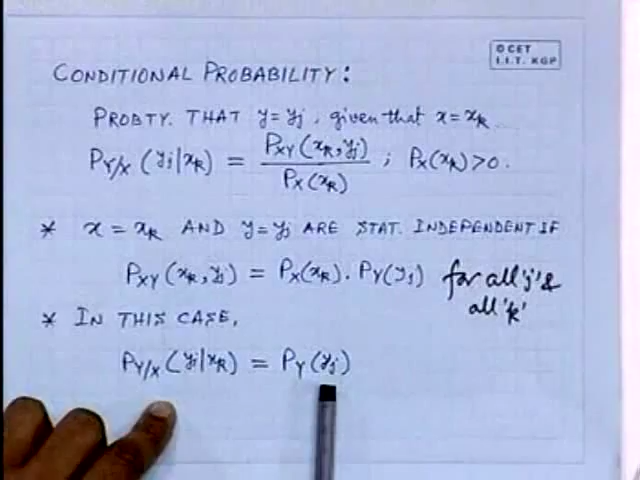 © CET
I.I.T. KGP
CONDITIONAL PROBABILITY:
PROBTY. THAT y = yj, given that x = xk
PY/X (yj|xk) = PXY(xk, yj) / PX(xk) ; PX(xk) > 0.
* x = xk AND y = yj ARE STAT. INDEPENDENT IF
PXY (xk, yj) = PX(xk). PY(yj) for all 'j' &
all 'k'
* IN THIS CASE,
PY/X (yj|xk) = PY(yj)